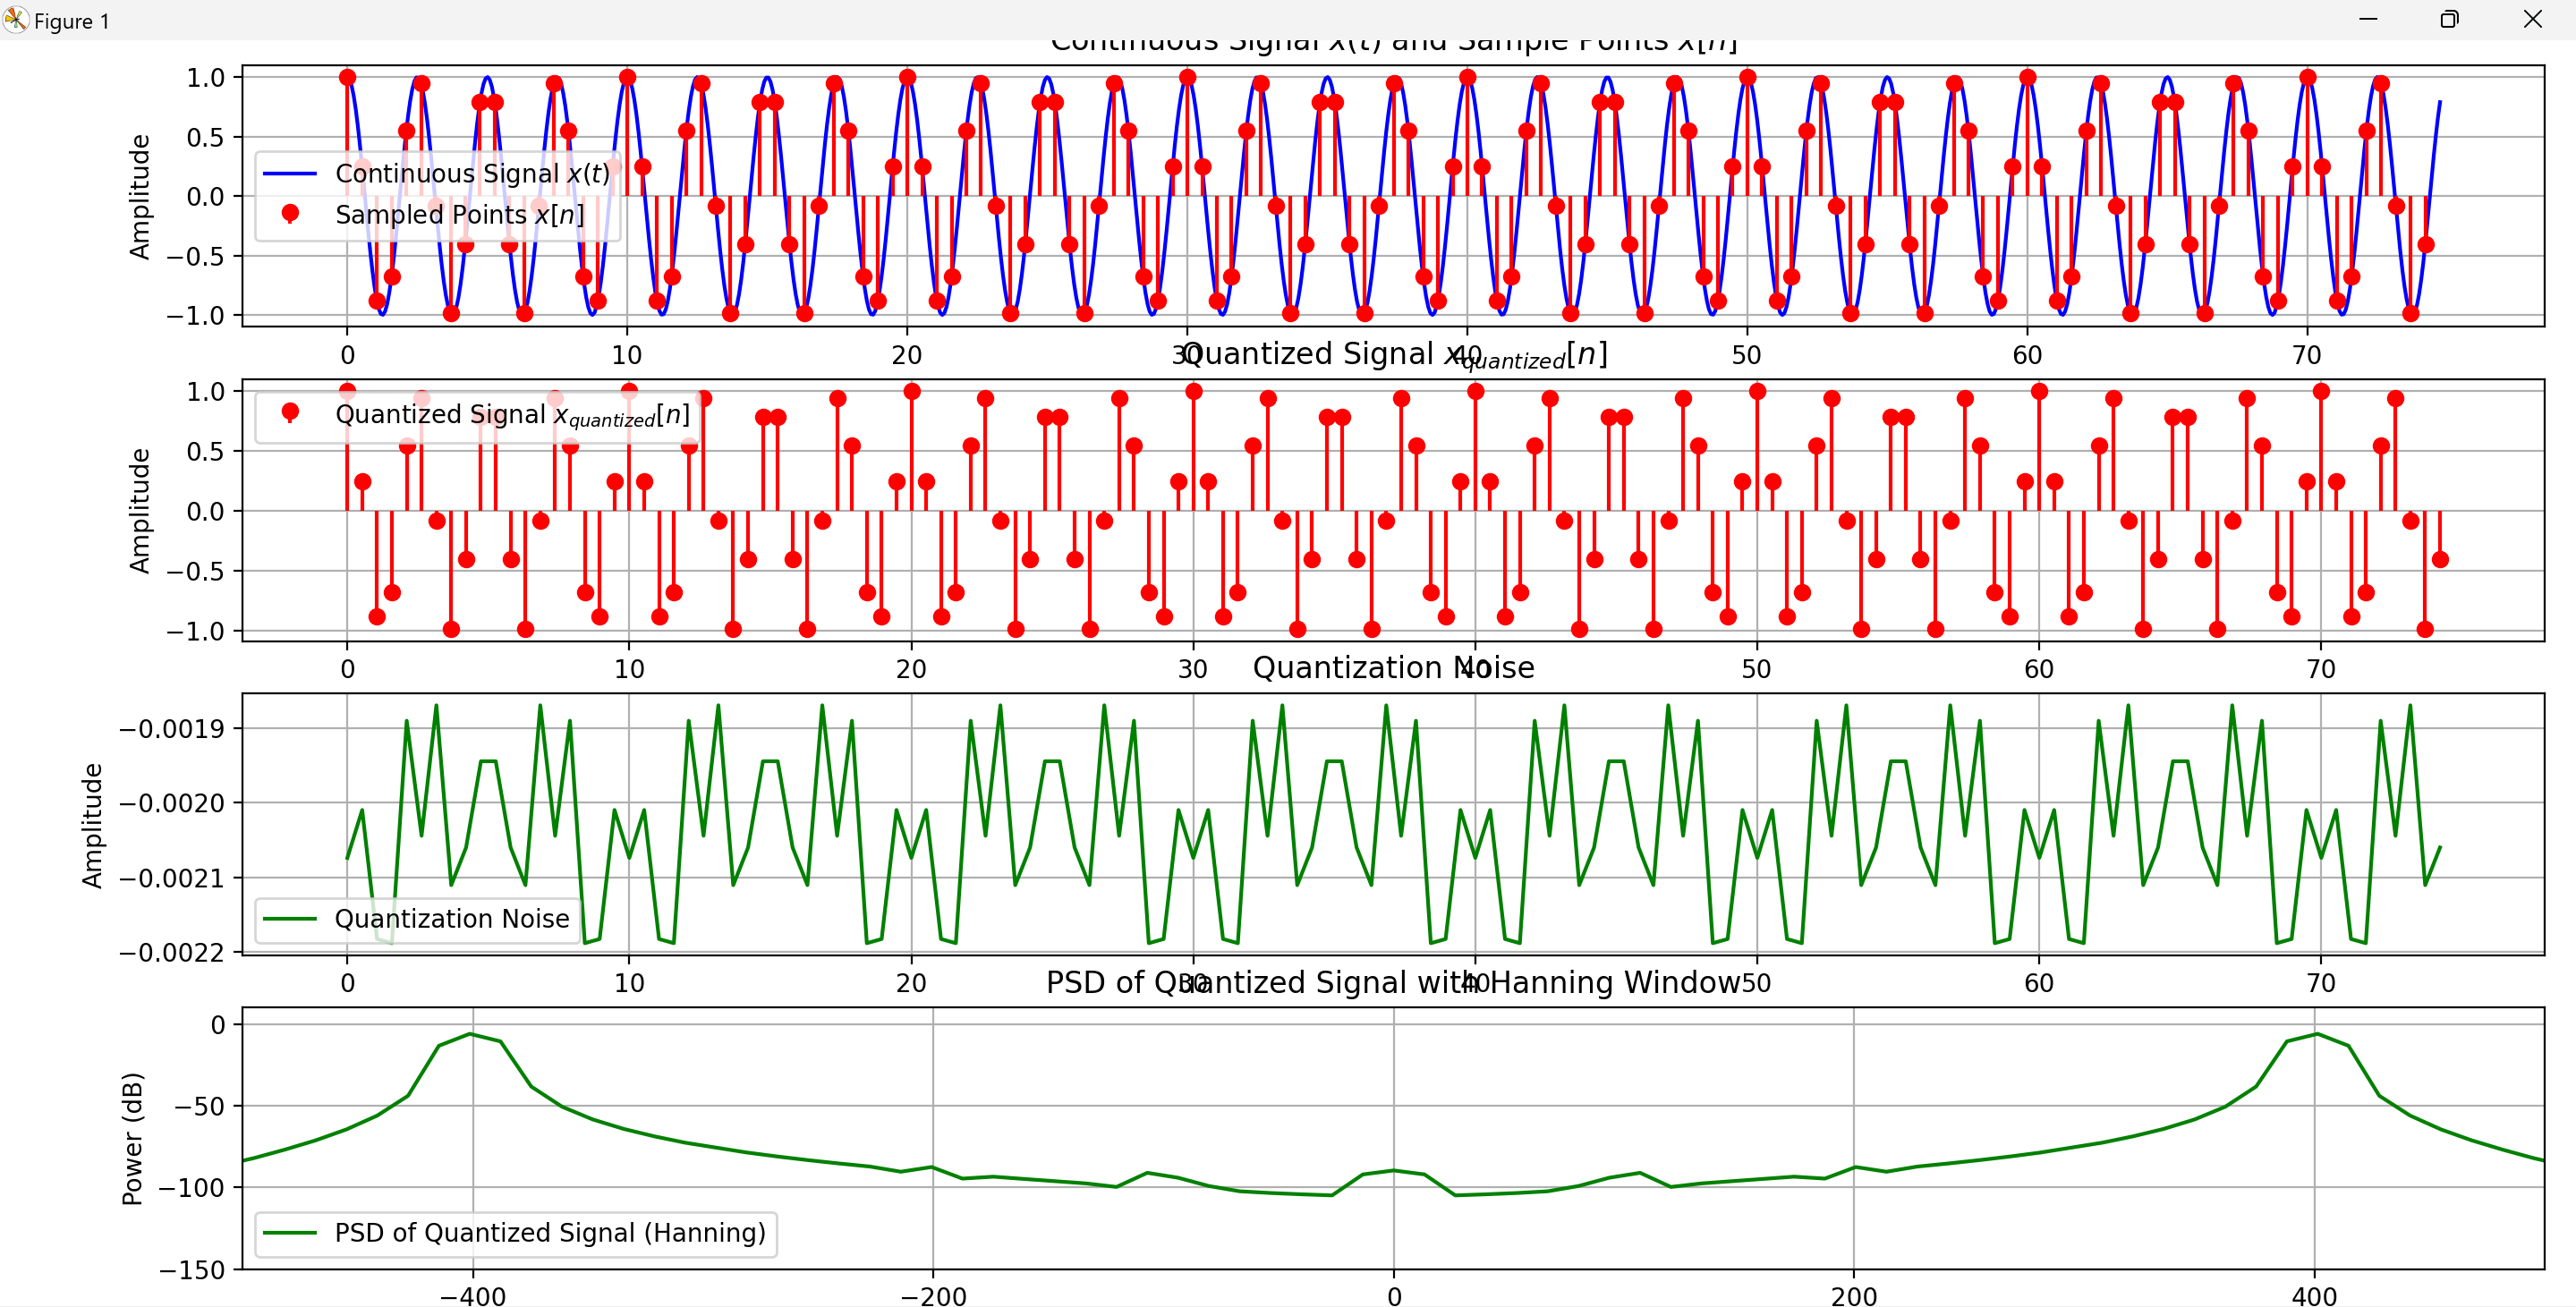 Figure 1
Continuous Signal x(t) and Sample Points x[n]
Amplitude
1.0
0.5
0.0
−0.5
−1.0
Continuous Signal x(t)
Sampled Points x[n]
0 10 20 30 40 50 60 70
Quantized Signal x_quantized[n]
Amplitude
1.0
0.5
0.0
−0.5
−1.0
Quantized Signal x_quantized[n]
0 10 20 30 40 50 60 70
Quantization Noise
Amplitude
−0.0019
−0.0020
−0.0021
−0.0022
Quantization Noise
0 10 20 30 40 50 60 70
PSD of Quantized Signal with Hanning Window
Power (dB)
0
−50
−100
−150
PSD of Quantized Signal (Hanning)
−400 −200 0 200 400